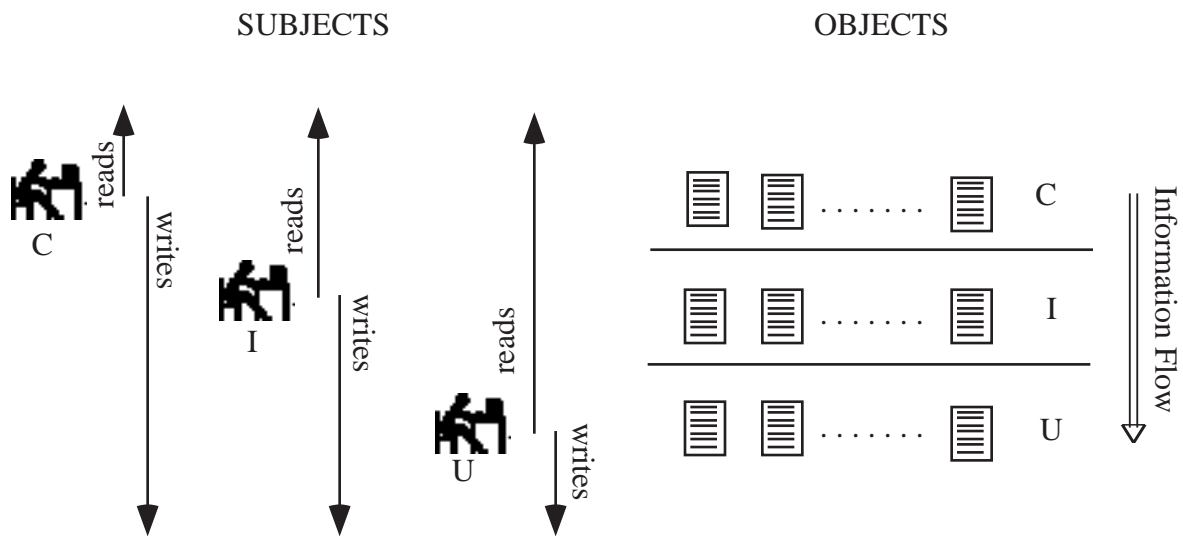 SUBJECTS
OBJECTS
reads
writes
C
reads
writes
I
reads
writes
U
. . . . . . .
C
. . . . . . .
I
. . . . . . .
U
Information Flow